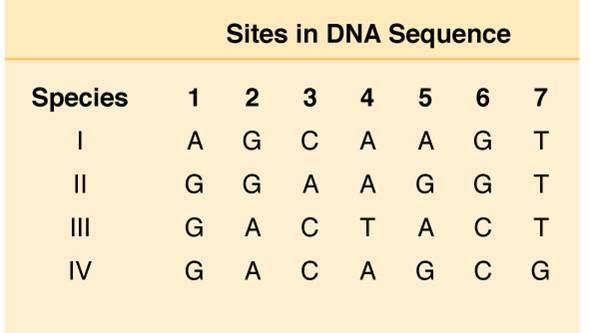 Sites in DNA Sequence
Species 1 2 3 4 5 6 7
I A G C A A G T
II G G A A G G T
III G A C T A C T
IV G A C A G C G